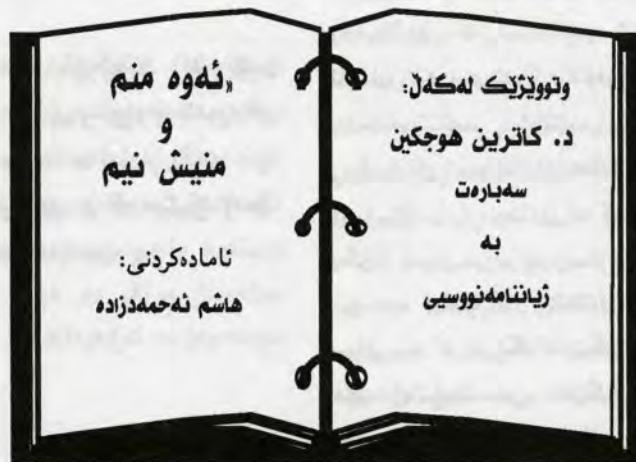 وتووێژێک لەگەڵ:
د. کاترین هوجکین
سەبارەت
بە
ژیاننامەنووسیی
«ئەوە منم
و
منیش نیم
ئامادەکردنی:
هاشم ئەحمەدزادە